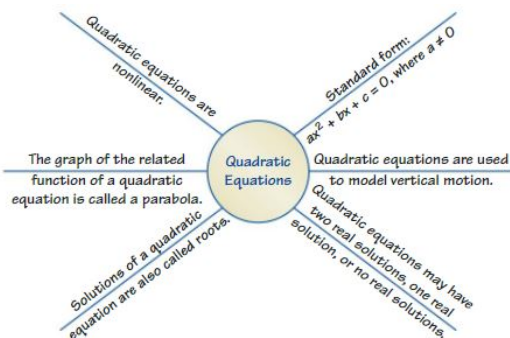 Quadratic equations are
nonlinear.
Standard form:
ax² + bx + c = 0, where a ≠ 0
The graph of the related
function of a quadratic
equation is called a parabola.
Quadratic
Equations
Quadratic equations are used
to model vertical motion.
Solutions of a quadratic
equation are also called roots.
Quadratic equations may have
two real solutions, one real
solution, or no real solutions.